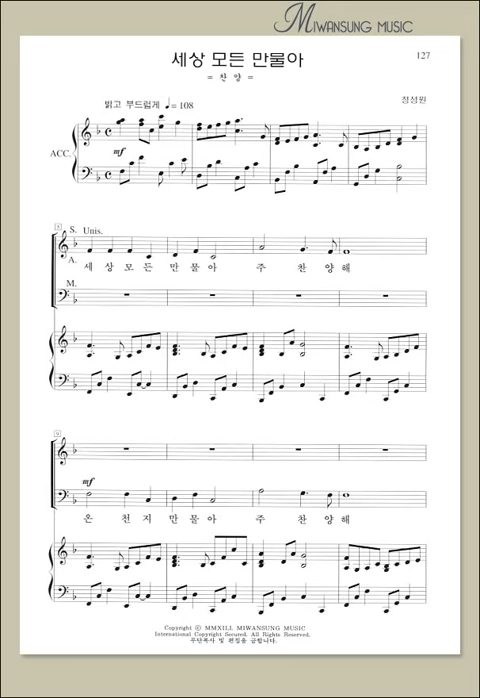 MIWANSUNG MUSIC
세상 모든 만물아
127
= 찬양 =
밝고 부드럽게 ♩= 108
정성원
ACC.
mf
5
S. Unis.
A.
세 상 모 든 만 물 아 주 찬 양 해
M.
9
mf
온 천 지 만 물 아 주 찬 양 해
Copyright ⓒ MMXILL MIWANSUNG MUSIC
International Copyright Secured. All Rights Reserved.
무단복사 및 편집을 금합니다.